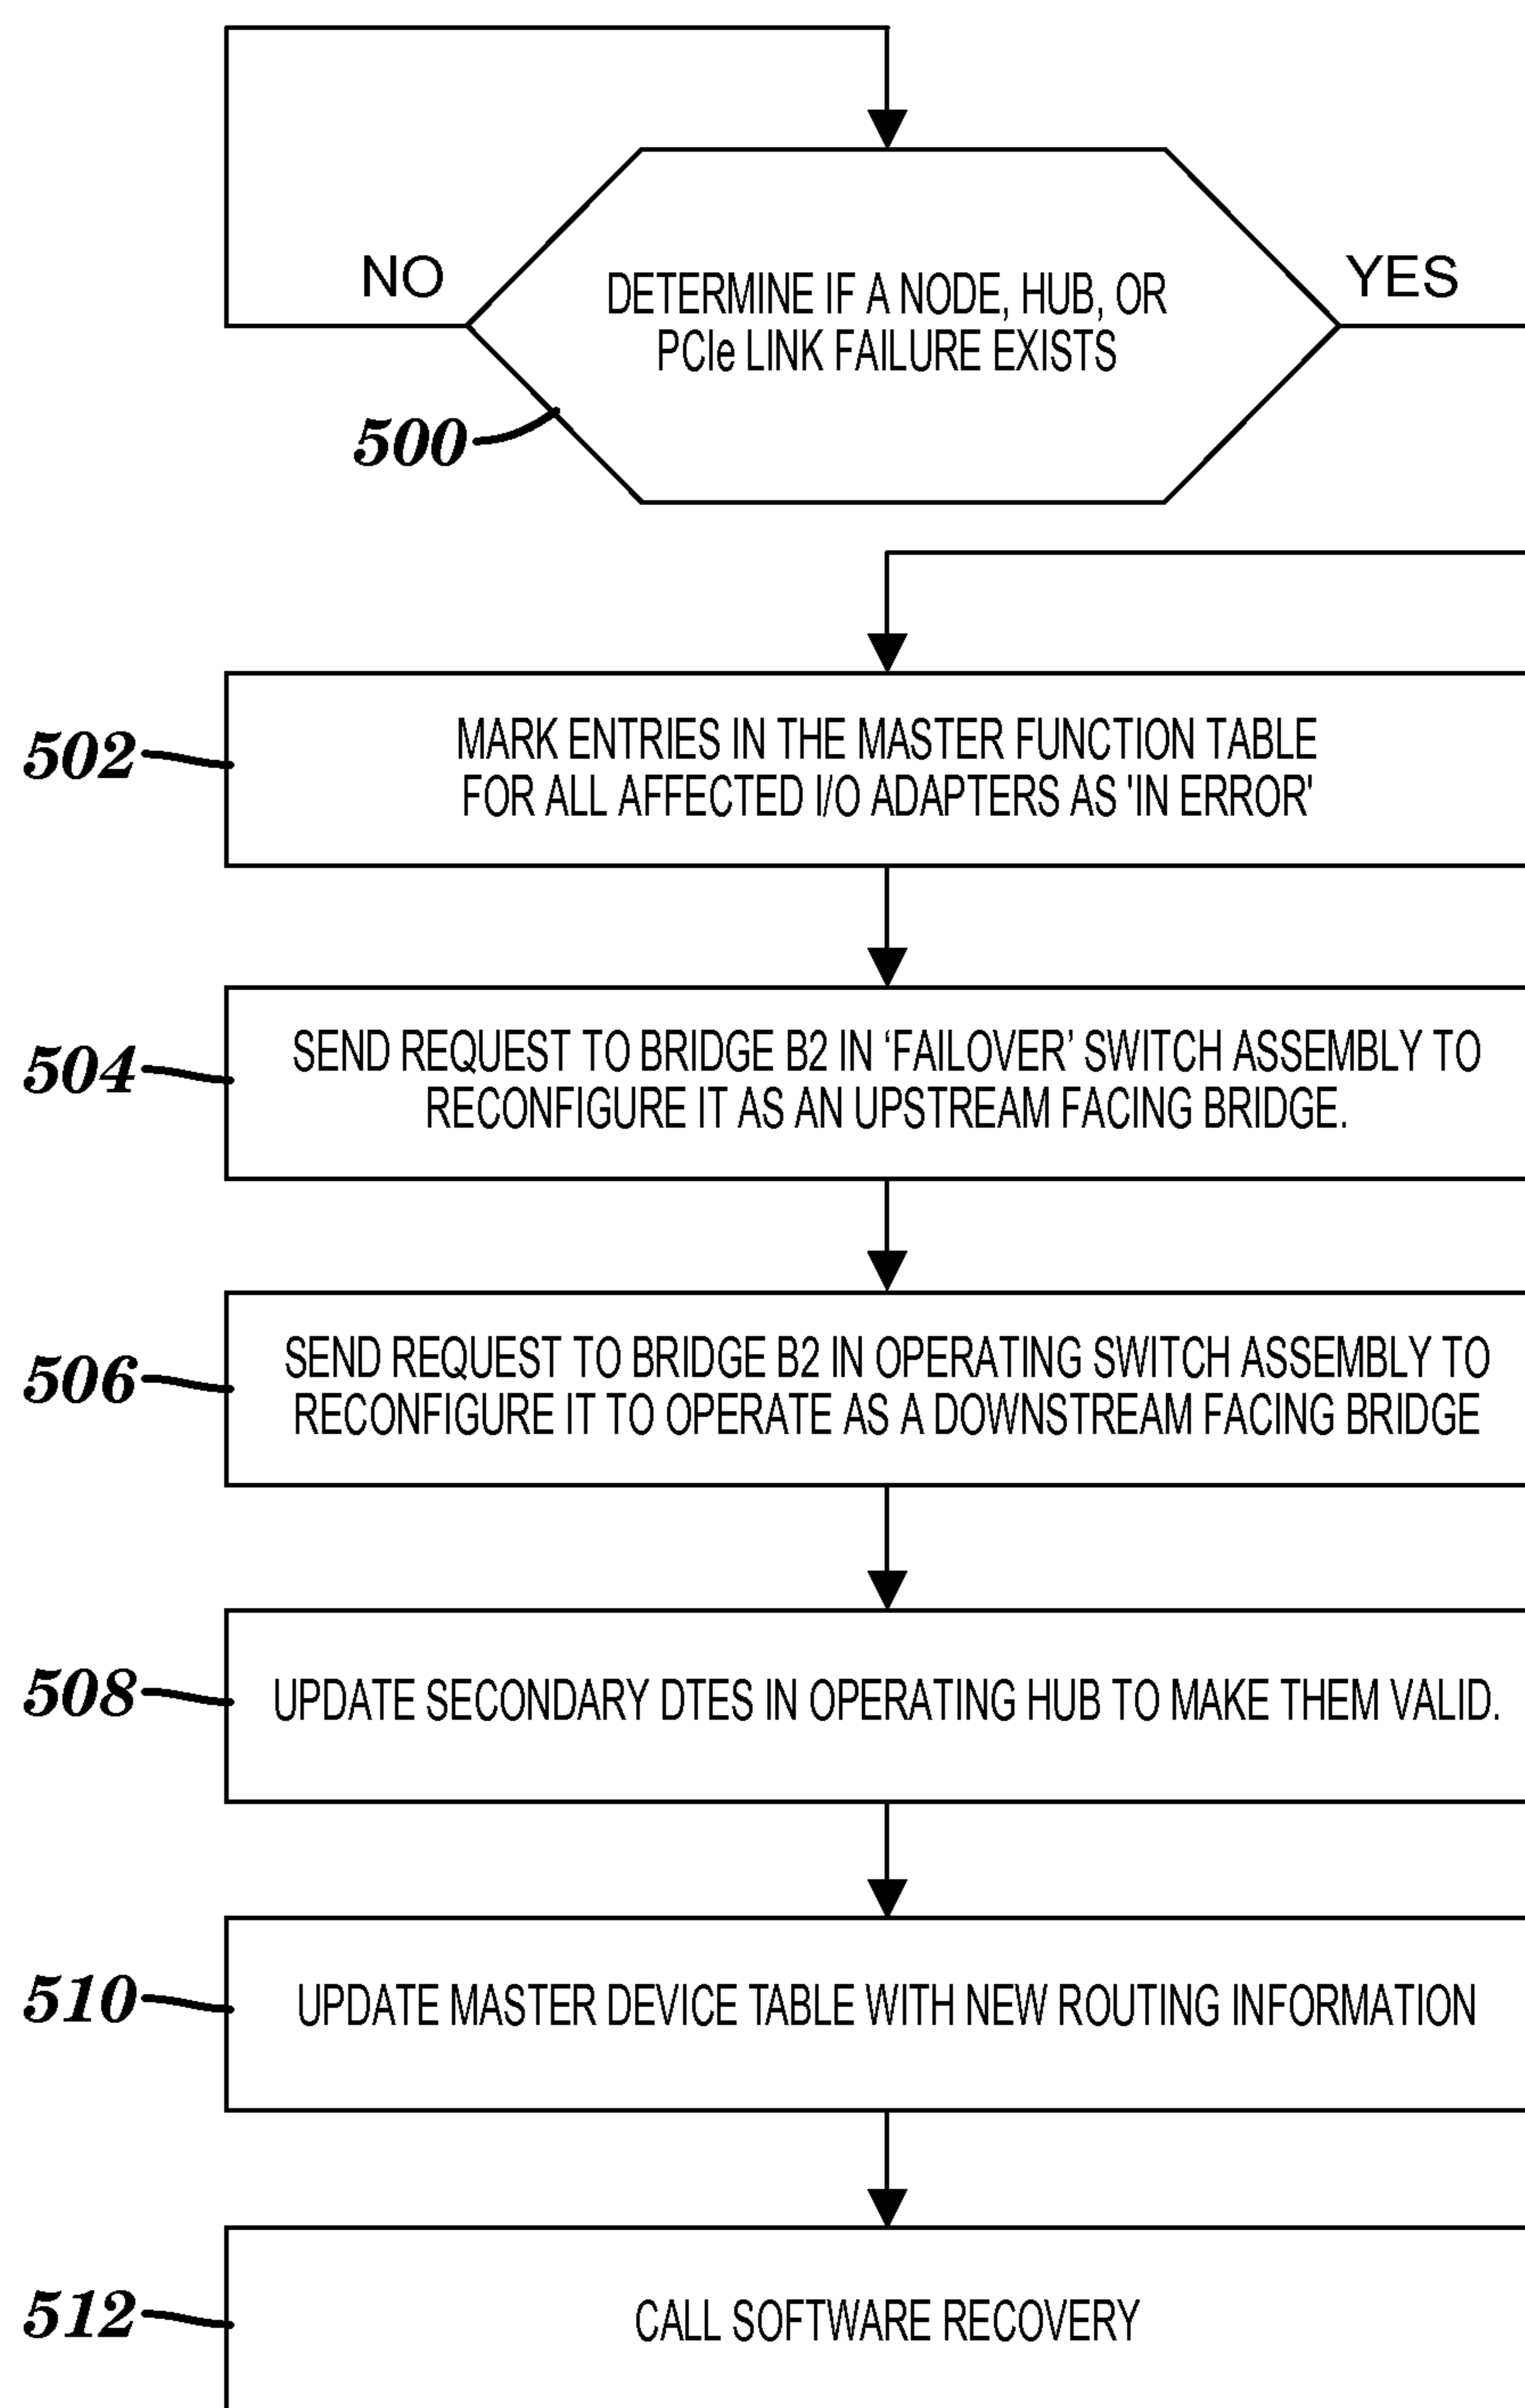 NO
YES
DETERMINE IF A NODE, HUB, OR
PCIe LINK FAILURE EXISTS
500
502
MARK ENTRIES IN THE MASTER FUNCTION TABLE
FOR ALL AFFECTED I/O ADAPTERS AS 'IN ERROR'
504
SEND REQUEST TO BRIDGE B2 IN ‘FAILOVER’ SWITCH ASSEMBLY TO
RECONFIGURE IT AS AN UPSTREAM FACING BRIDGE.
506
SEND REQUEST TO BRIDGE B2 IN OPERATING SWITCH ASSEMBLY TO
RECONFIGURE IT TO OPERATE AS A DOWNSTREAM FACING BRIDGE
508
UPDATE SECONDARY DTES IN OPERATING HUB TO MAKE THEM VALID.
510
UPDATE MASTER DEVICE TABLE WITH NEW ROUTING INFORMATION
512
CALL SOFTWARE RECOVERY